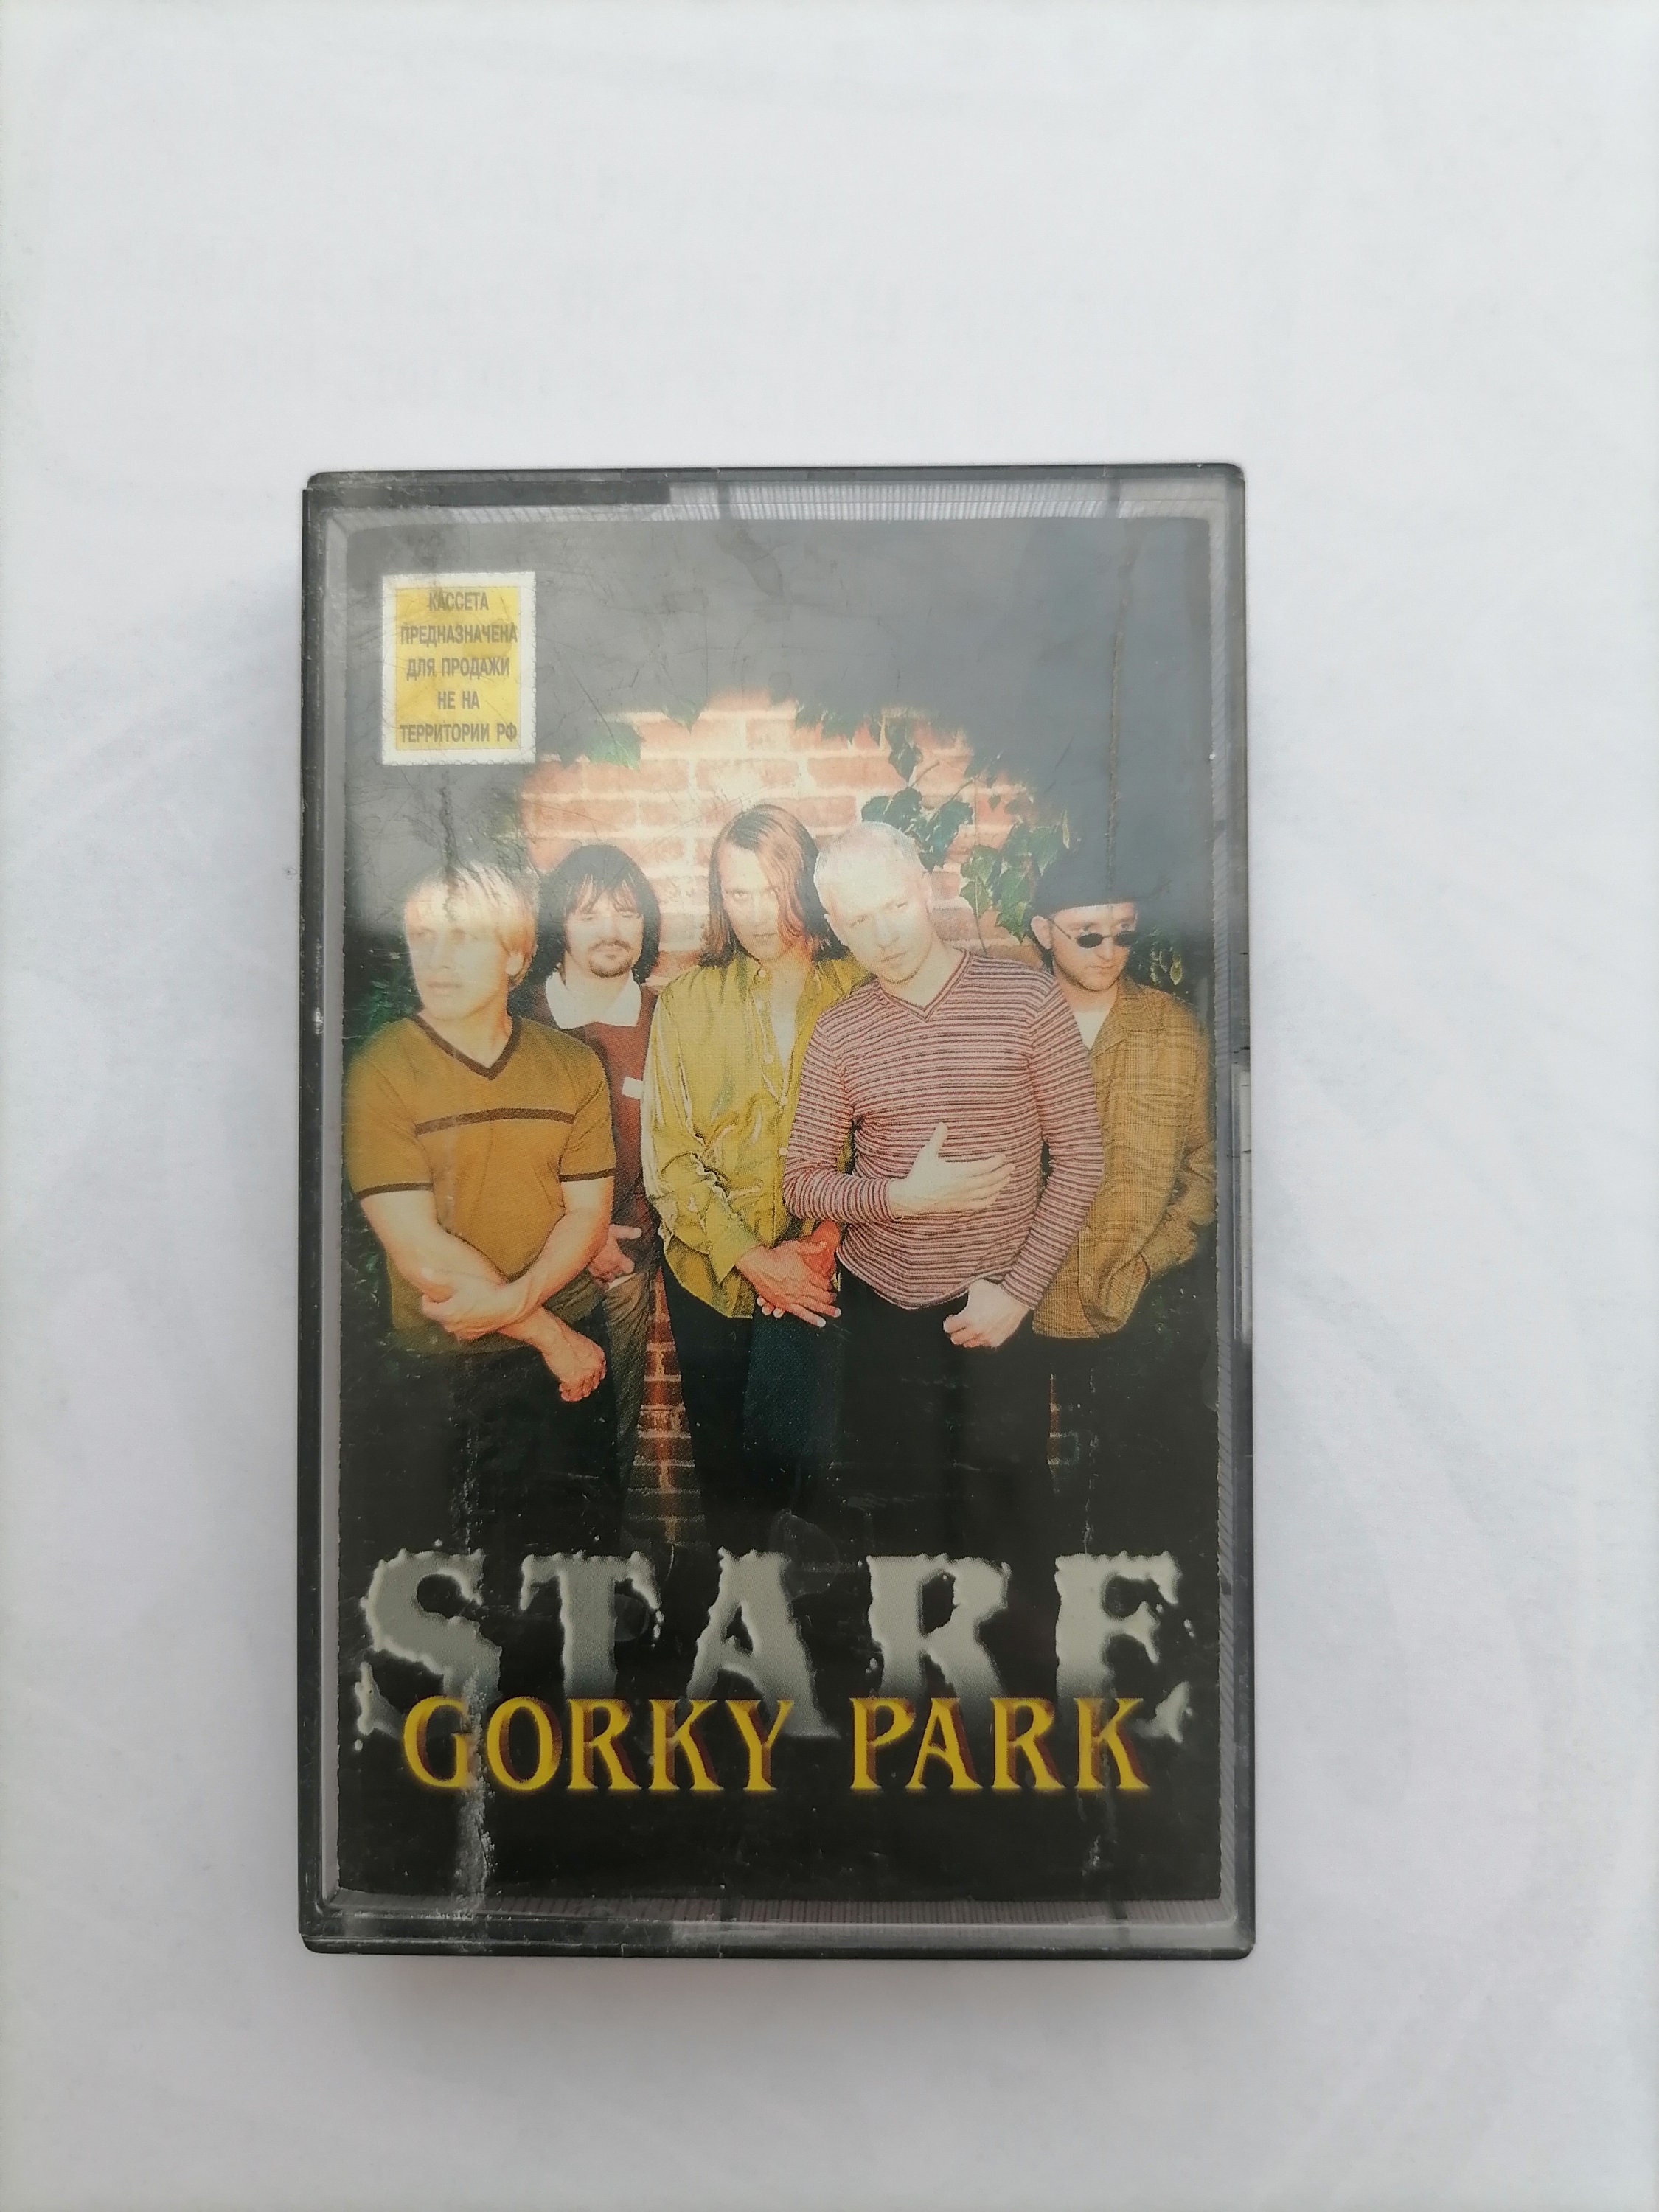 КАССЕТА
ПРЕДНАЗНАЧЕНА
ДЛЯ ПРОДАЖИ
НЕ НА
ТЕРРИТОРИИ РФ
STARE
GORKY PARK